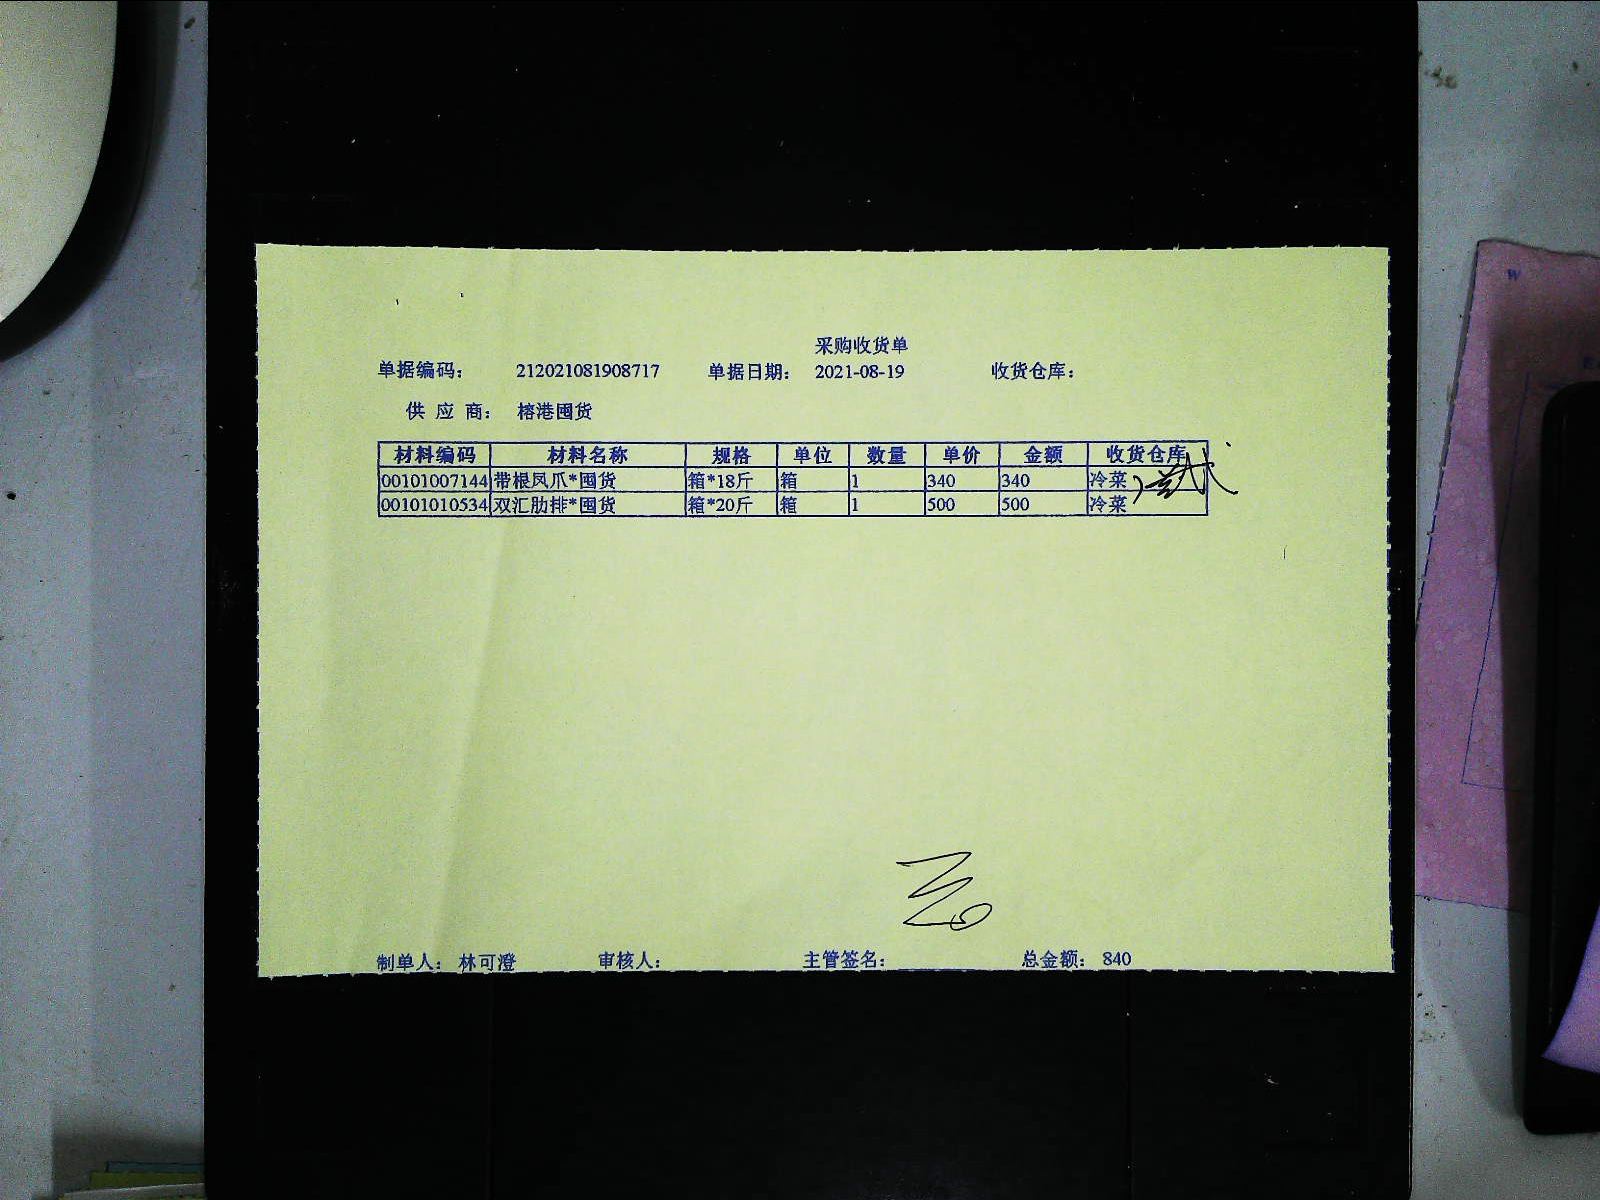 采购收货单
单据编码： 212021081908717 单据日期： 2021-08-19 收货仓库：
供 应 商： 榕港囤货
材料编码 材料名称 规格 单位 数量 单价 金额 收货仓库
00101007144 带根凤爪*囤货 箱*18斤 箱 1 340 340 冷菜
00101010534 双汇肋排*囤货 箱*20斤 箱 1 500 500 冷菜
制单人： 林可澄 审核人： 主管签名： 总金额： 840